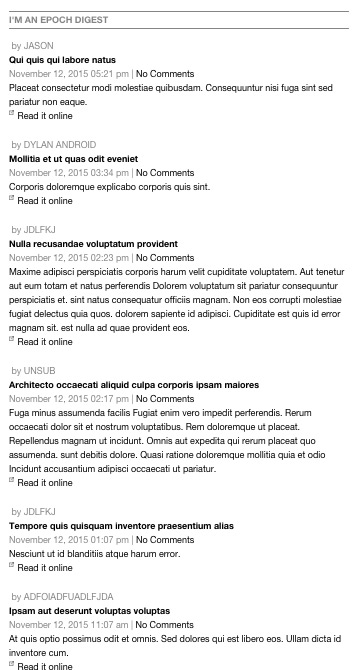 I'M AN EPOCH DIGEST
by JASON
Qui quis qui labore natus
November 12, 2015 05:21 pm | No Comments
Placeat consectetur modi molestiae quibusdam. Consequuntur nisi fuga sint sed
pariatur non eaque.
Read it online
by DYLAN ANDROID
Mollitia et ut quas odit eveniet
November 12, 2015 03:34 pm | No Comments
Corporis doloremque explicabo corporis quis sint.
Read it online
by JDLFKJ
Nulla recusandae voluptatum provident
November 12, 2015 02:23 pm | No Comments
Maxime adipisci perspiciatis corporis harum velit cupiditate voluptatem. Aut tenetur
aut eum totam et natus perferendis Dolorem voluptatum sit pariatur consequuntur
perspiciatis et. sint natus consequatur officiis magnam. Non eos corrupti molestiae
fugiat delectus quia quos. dolorem sapiente id adipisci. Cupiditate est quis id error
magnam sit. est nulla ad quae provident eos.
Read it online
by UNSUB
Architecto occaecati aliquid culpa corporis ipsam maiores
November 12, 2015 02:17 pm | No Comments
Fuga minus assumenda facilis Fugiat enim vero impedit perferendis. Rerum
occaecati dolor sit et nostrum voluptatibus. Rem doloremque ut placeat.
Repellendus magnam ut incidunt. Omnis aut expedita qui rerum placeat quo
assumenda. sunt debitis dolore. Quasi ratione doloremque mollitia quia et odio
Incidunt accusantium adipisci occaecati ut pariatur.
Read it online
by JDLFKJ
Tempore quis quisquam inventore praesentium alias
November 12, 2015 01:07 pm | No Comments
Nesciunt ut id blanditiis atque harum error.
Read it online
by ADFOIADFUADLFJDA
Ipsam aut deserunt voluptas voluptas
November 12, 2015 11:07 am | No Comments
At quis optio possimus odit et omnis. Sed dolores qui est libero eos. Ullam dicta id
inventore cum.
Read it online